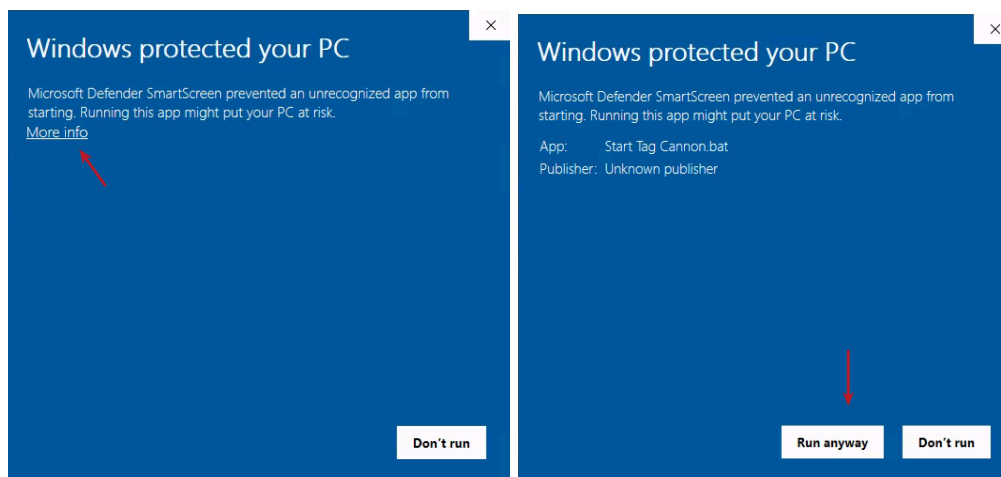 Windows protected your PC
Microsoft Defender SmartScreen prevented an unrecognized app from
starting. Running this app might put your PC at risk.
More info
Don't run
Windows protected your PC
Microsoft Defender SmartScreen prevented an unrecognized app from
starting. Running this app might put your PC at risk.
App: Start Tag Cannon.bat
Publisher: Unknown publisher
Run anyway
Don't run